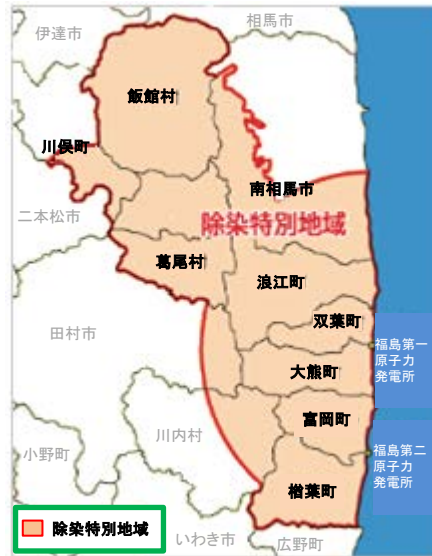 伊達市
相馬市
飯館村
川俣町
南相馬市
二本松市
除染特別地域
葛尾村
浪江町
双葉町
田村市
福島第一
原子力
発電所
大熊町
富岡町
川内村
小野町
福島第二
原子力
発電所
楢葉町
除染特別地域
いわき市
広野町